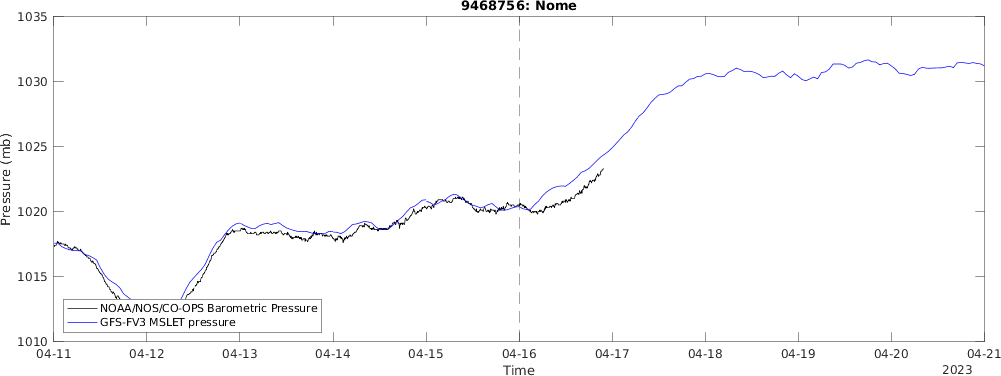 9468756: Nome
1035
1030
1025
1020
1015
1010
Pressure (mb)
NOAA/NOS/CO-OPS Barometric Pressure
GFS-FV3 MSLET pressure
04-11 04-12 04-13 04-14 04-15 04-16 04-17 04-18 04-19 04-20 04-21
Time
2023